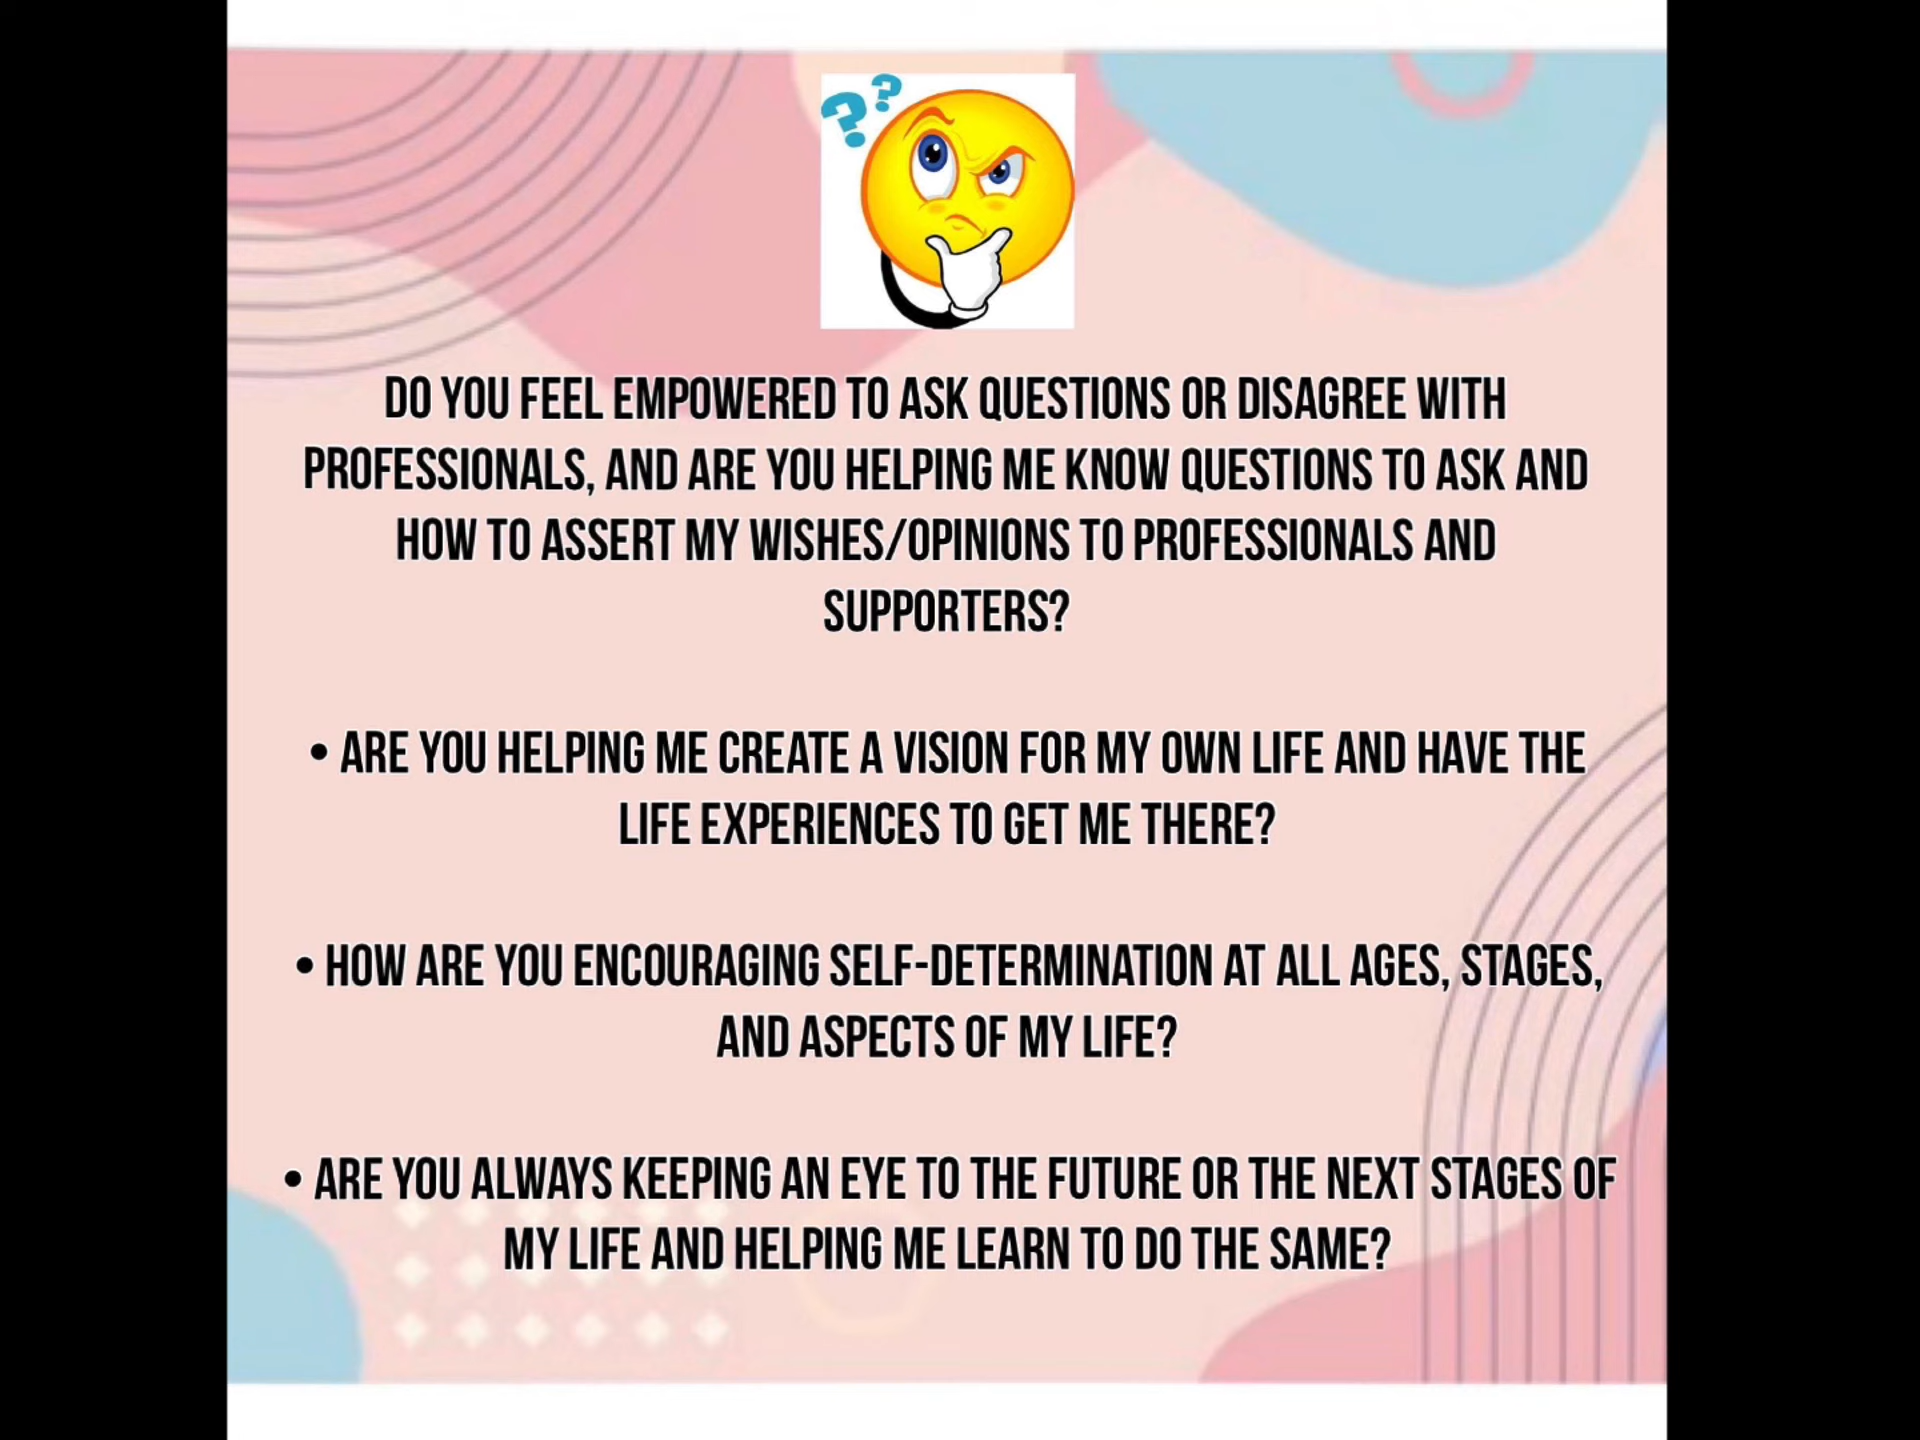 ??
DO YOU FEEL EMPOWERED TO ASK QUESTIONS OR DISAGREE WITH
PROFESSIONALS, AND ARE YOU HELPING ME KNOW QUESTIONS TO ASK AND
HOW TO ASSERT MY WISHES/OPINIONS TO PROFESSIONALS AND
SUPPORTERS?
• ARE YOU HELPING ME CREATE A VISION FOR MY OWN LIFE AND HAVE THE
LIFE EXPERIENCES TO GET ME THERE?
• HOW ARE YOU ENCOURAGING SELF-DETERMINATION AT ALL AGES, STAGES,
AND ASPECTS OF MY LIFE?
• ARE YOU ALWAYS KEEPING AN EYE TO THE FUTURE OR THE NEXT STAGES OF
MY LIFE AND HELPING ME LEARN TO DO THE SAME?